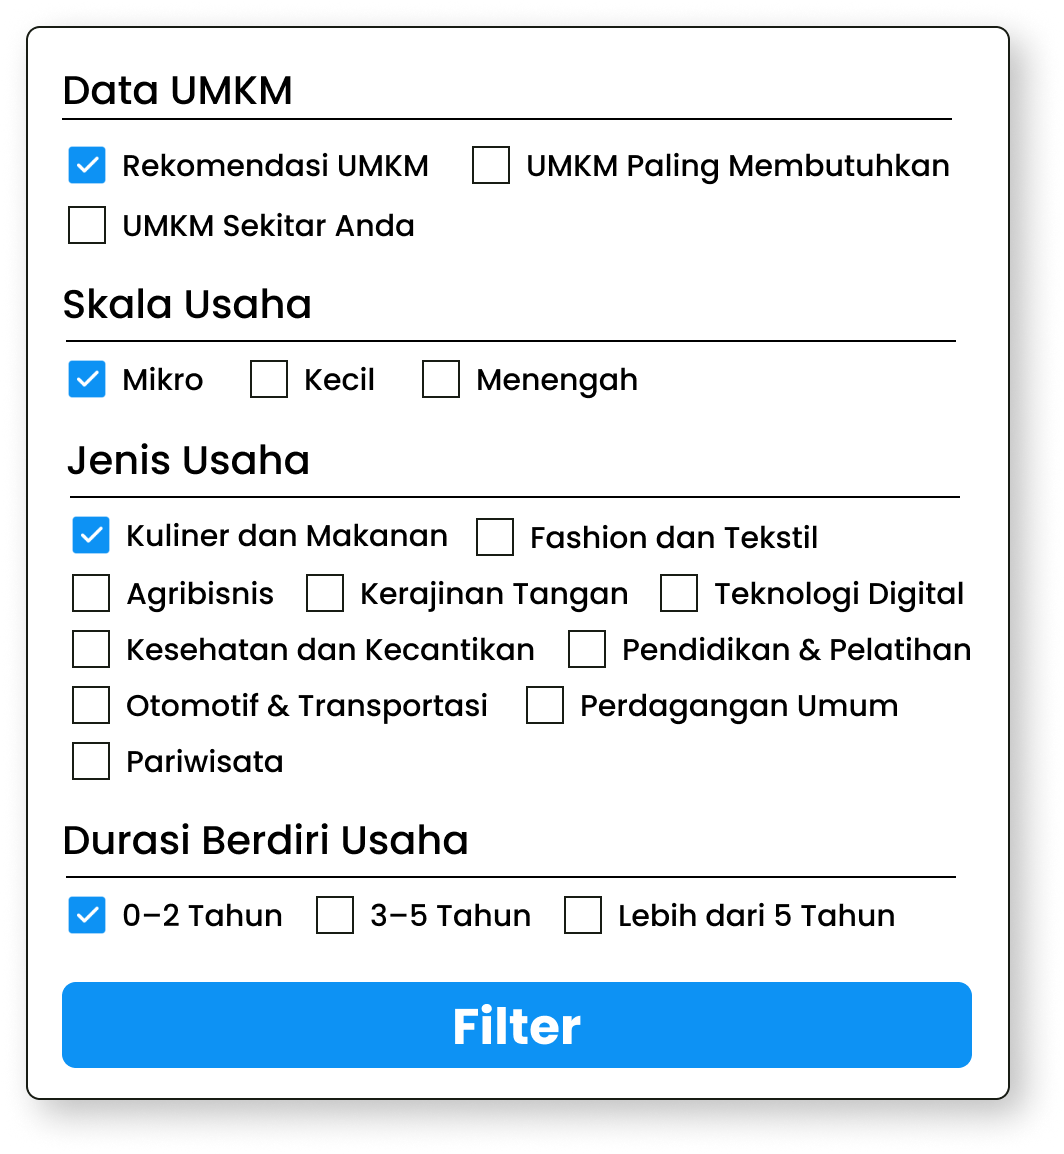 Data UMKM
Rekomendasi UMKM UMKM Paling Membutuhkan
UMKM Sekitar Anda
Skala Usaha
Mikro Kecil Menengah
Jenis Usaha
Kuliner dan Makanan Fashion dan Tekstil
Agribisnis Kerajinan Tangan Teknologi Digital
Kesehatan dan Kecantikan Pendidikan & Pelatihan
Otomotif & Transportasi Perdagangan Umum
Pariwisata
Durasi Berdiri Usaha
0–2 Tahun 3–5 Tahun Lebih dari 5 Tahun
Filter